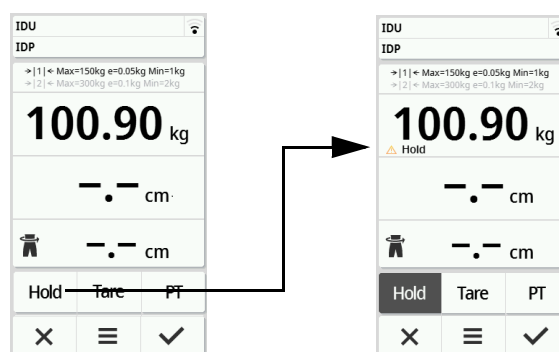 IDU
IDP
→|1|← Max=150kg e=0.05kg Min=1kg
→|2|← Max=300kg e=0.1kg Min=2kg
100.90 kg
–.– cm
–.– cm
Hold Tare PT
IDU
IDP
→|1|← Max=150kg e=0.05kg Min=1kg
→|2|← Max=300kg e=0.1kg Min=2kg
100.90 kg
Hold
–.– cm
–.– cm
Hold Tare PT